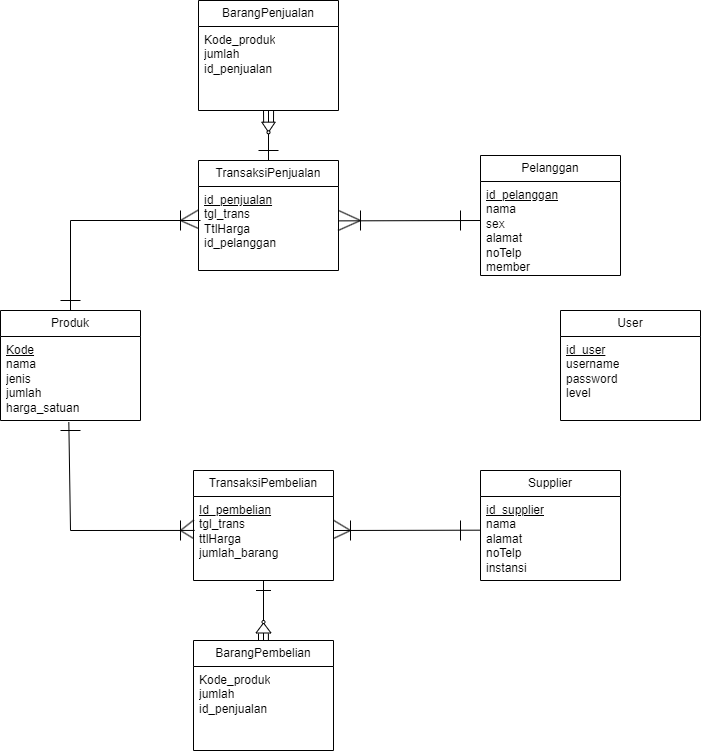 BarangPenjualan
Kode_produk
jumlah
id_penjualan
TransaksiPenjualan
id_penjualan
tgl_trans
TtlHarga
id_pelanggan
Pelanggan
id_pelanggan
nama
sex
alamat
noTelp
member
Produk
Kode
nama
jenis
jumlah
harga_satuan
User
id_user
username
password
level
TransaksiPembelian
Id_pembelian
tgl_trans
ttlHarga
jumlah_barang
Supplier
id_supplier
nama
alamat
noTelp
instansi
BarangPembelian
Kode_produk
jumlah
id_penjualan